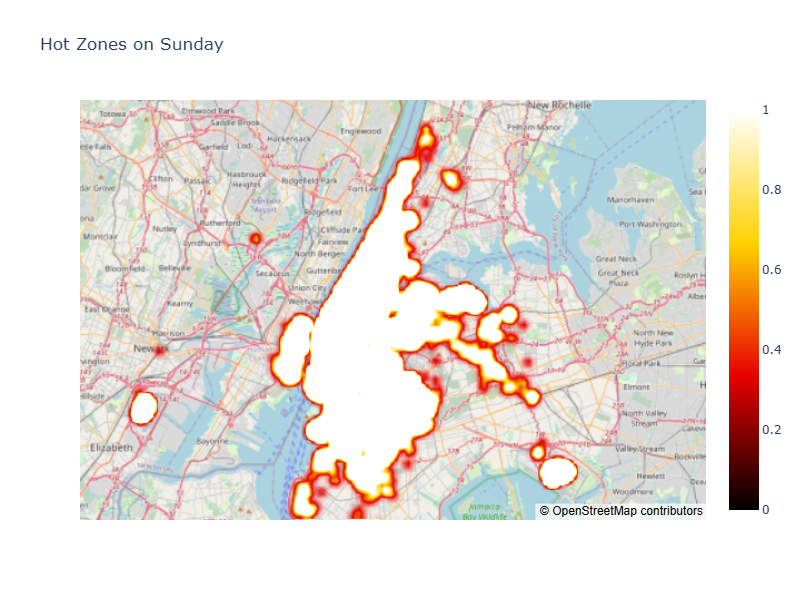 Hot Zones on Sunday
Totowa
Elmwood Park
Saddle Brook
New Rochelle
Little Falls
Garfield
Lodi
Hackensack
Englewood
Pelham Manor
Clifton
Passaic
Hasbrouck
Heights
Ridgefield Park
Fort Lee
Cedar Grove
Manorhaven
Rutherford
Ridgefield
Port Washington
Nutley
Lyndhurst
Cliffside Park
Fairview
Montclair
North Bergen
Great Neck
Bloomfield
Belleville
Secaucus
Guttenberg
Great Neck
Plaza
Roslyn H
Union City
Weehawk
Kearny
East Orange
Harrison
Newark
North New
Hyde Park
Floral Park
Elmont
Hillside
North Valley
Stream
Elizabeth
Bayonne
Valley Stream
Rockville
Hewlett
Woodmere
Jamaica
Bay Wildlife
© OpenStreetMap contributors
1
0.8
0.6
0.4
0.2
0